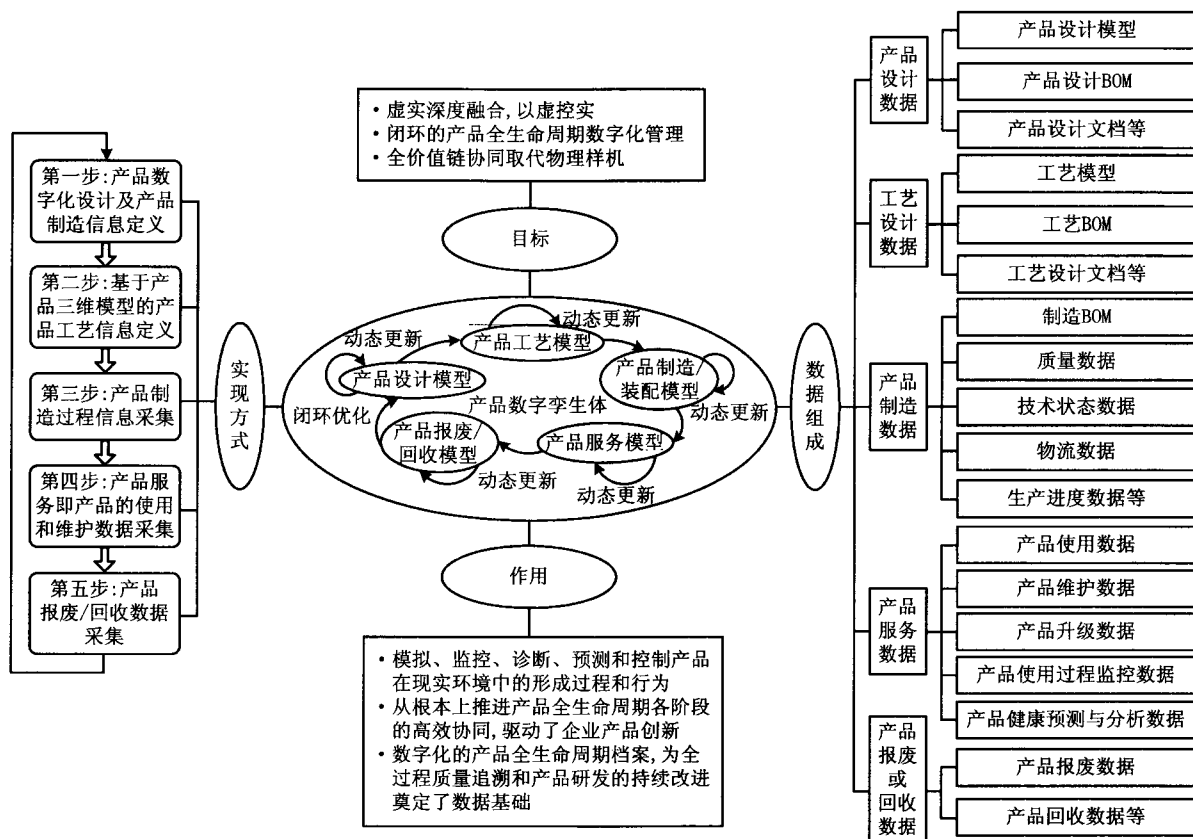 第一步:产品数
字化设计及产品
制造信息定义
第二步:基于产
品三维模型的产
品工艺信息定义
第三步:产品制
造过程信息采集
第四步:产品服
务即产品的使用
和维护数据采集
第五步:产品
报废/回收数据
采集
实现方式
• 虚实深度融合,以虚控实
• 闭环的产品全生命周期数字化管理
• 全价值链协同取代物理样机
目标
动态更新
动态更新
产品工艺模型
产品设计模型
产品制造/
装配模型
闭环优化
产品数字孪生体
动态更新
产品报废/
回收模型
产品服务模型
动态更新
动态更新
作用
• 模拟、监控、诊断、预测和控制产品
在现实环境中的形成过程和行为
• 从根本上推进产品全生命周期各阶段
的高效协同,驱动了企业产品创新
• 数字化的产品全生命周期档案,为全
过程质量追溯和产品研发的持续改进
奠定了数据基础
数据组成
产品
设计
数据
产品设计模型
产品设计BOM
产品设计文档等
工艺
设计
数据
工艺模型
工艺BOM
工艺设计文档等
产品
制造
数据
制造BOM
质量数据
技术状态数据
物流数据
生产进度数据等
产品
服务
数据
产品使用数据
产品维护数据
产品升级数据
产品使用过程监控数据
产品健康预测与分析数据
产品
报废
或
回收
数据
产品报废数据
产品回收数据等